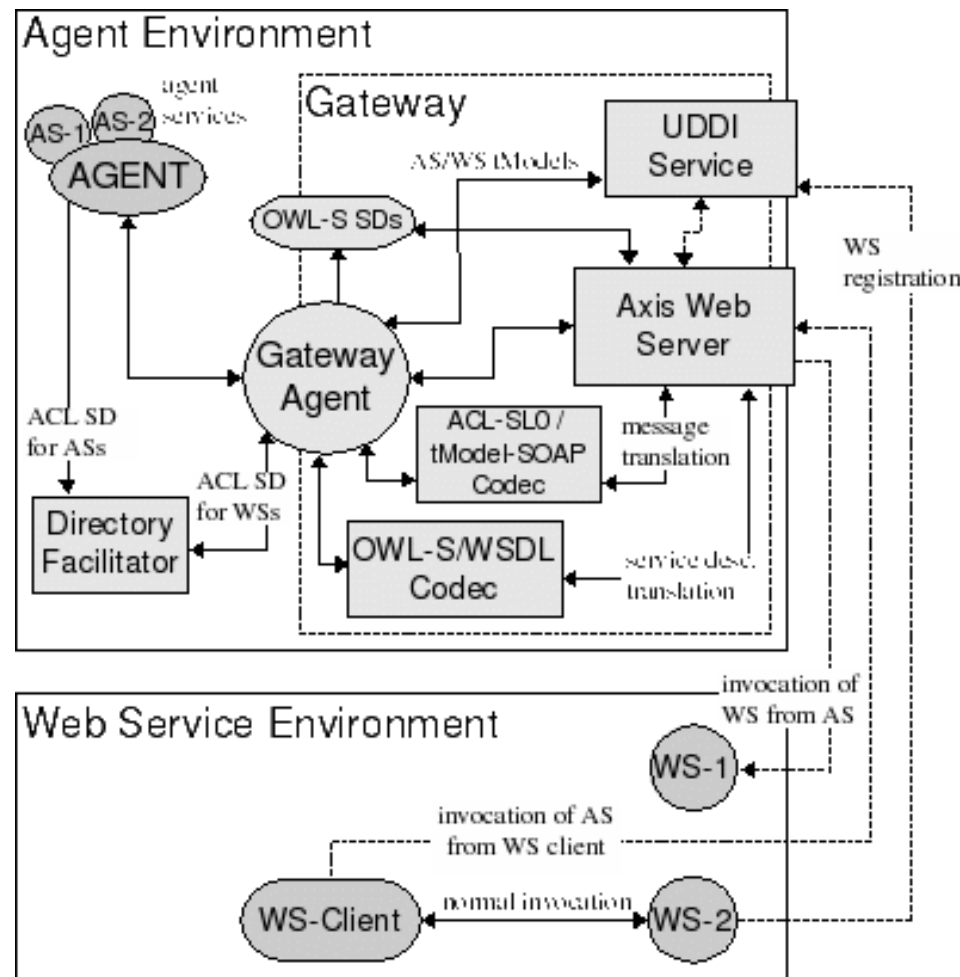 Agent Environment
agent
services
AS-1
AS-2
AGENT
Gateway
UDDI
Service
AS/WS tModels
OWL-S SDs
WS
registration
Axis Web
Server
Gateway
Agent
ACL SD
for ASs
ACL-SL0 /
tModel-SOAP
Codec
message
translation
ACL SD
for WSs
Directory
Facilitator
OWL-S/WSDL
Codec
service desc.
translation
invocation of
WS from AS
Web Service Environment
WS-1
invocation of AS
from WS client
WS-Client
normal invocation
WS-2